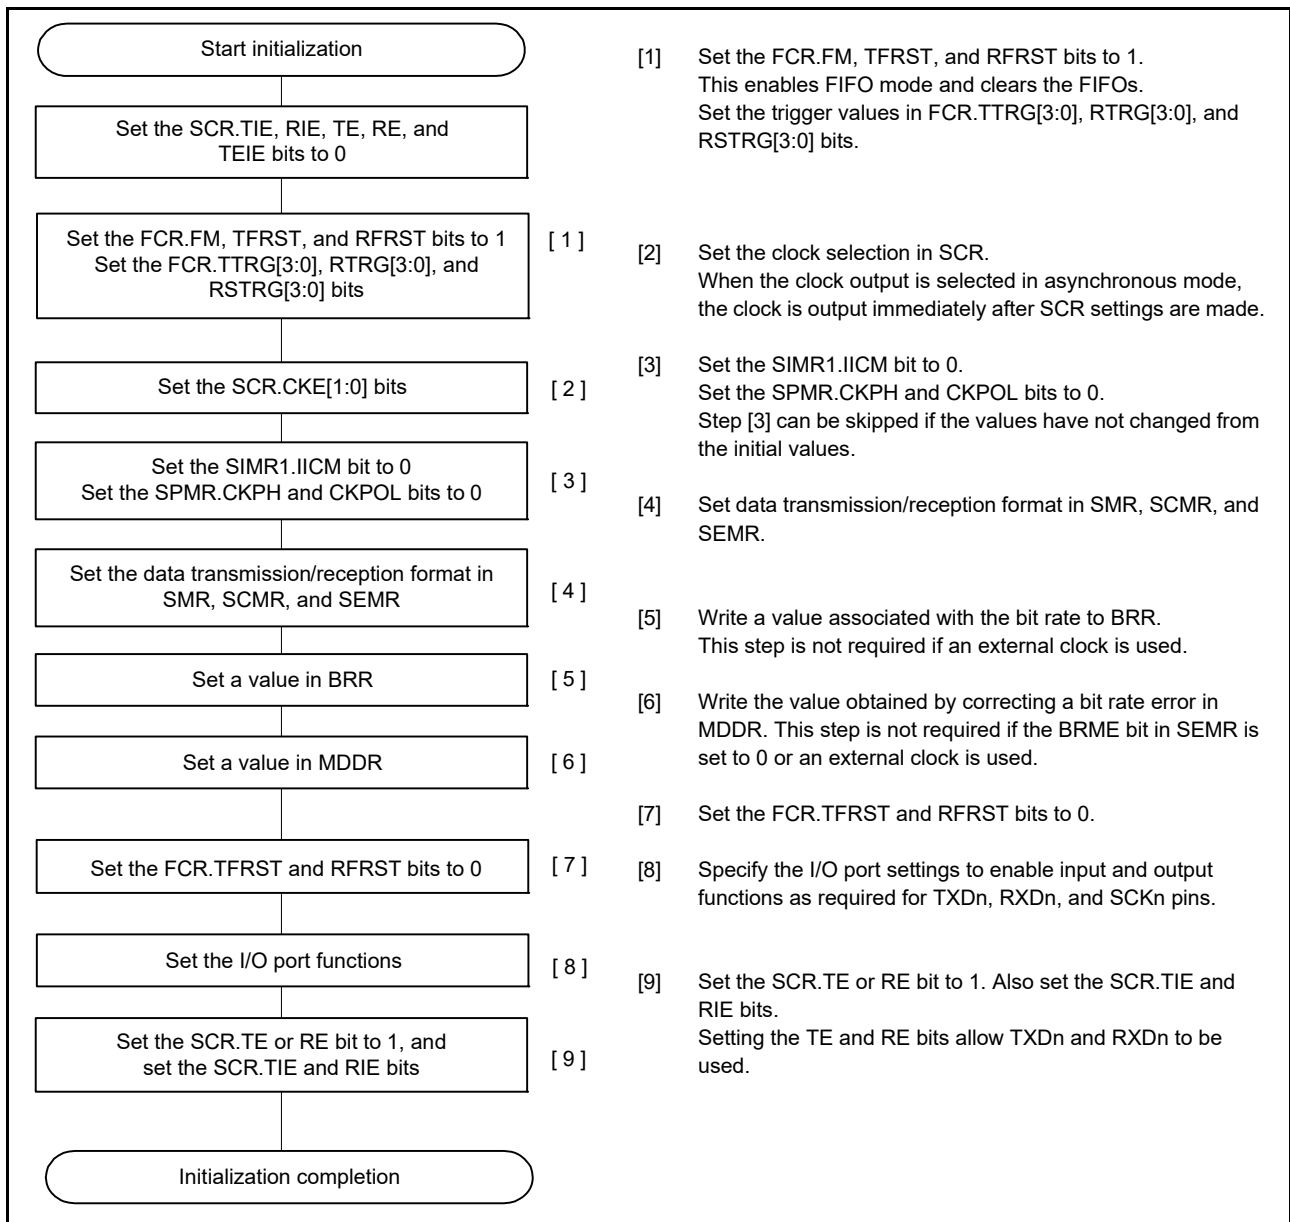 Start initialization
Set the SCR.TIE, RIE, TE, RE, and
TEIE bits to 0
Set the FCR.FM, TFRST, and RFRST bits to 1
Set the FCR.TTRG[3:0], RTRG[3:0], and
RSTRG[3:0] bits
[ 1 ]
Set the SCR.CKE[1:0] bits
[ 2 ]
Set the SIMR1.IICM bit to 0
Set the SPMR.CKPH and CKPOL bits to 0
[ 3 ]
Set the data transmission/reception format in
SMR, SCMR, and SEMR
[ 4 ]
Set a value in BRR
[ 5 ]
Set a value in MDDR
[ 6 ]
Set the FCR.TFRST and RFRST bits to 0
[ 7 ]
Set the I/O port functions
[ 8 ]
Set the SCR.TE or RE bit to 1, and
set the SCR.TIE and RIE bits
[ 9 ]
Initialization completion
[1] Set the FCR.FM, TFRST, and RFRST bits to 1.
This enables FIFO mode and clears the FIFOs.
Set the trigger values in FCR.TTRG[3:0], RTRG[3:0], and
RSTRG[3:0] bits.
[2] Set the clock selection in SCR.
When the clock output is selected in asynchronous mode,
the clock is output immediately after SCR settings are made.
[3] Set the SIMR1.IICM bit to 0.
Set the SPMR.CKPH and CKPOL bits to 0.
Step [3] can be skipped if the values have not changed from
the initial values.
[4] Set data transmission/reception format in SMR, SCMR, and
SEMR.
[5] Write a value associated with the bit rate to BRR.
This step is not required if an external clock is used.
[6] Write the value obtained by correcting a bit rate error in
MDDR. This step is not required if the BRME bit in SEMR is
set to 0 or an external clock is used.
[7] Set the FCR.TFRST and RFRST bits to 0.
[8] Specify the I/O port settings to enable input and output
functions as required for TXDn, RXDn, and SCKn pins.
[9] Set the SCR.TE or RE bit to 1. Also set the SCR.TIE and
RIE bits.
Setting the TE and RE bits allow TXDn and RXDn to be
used.